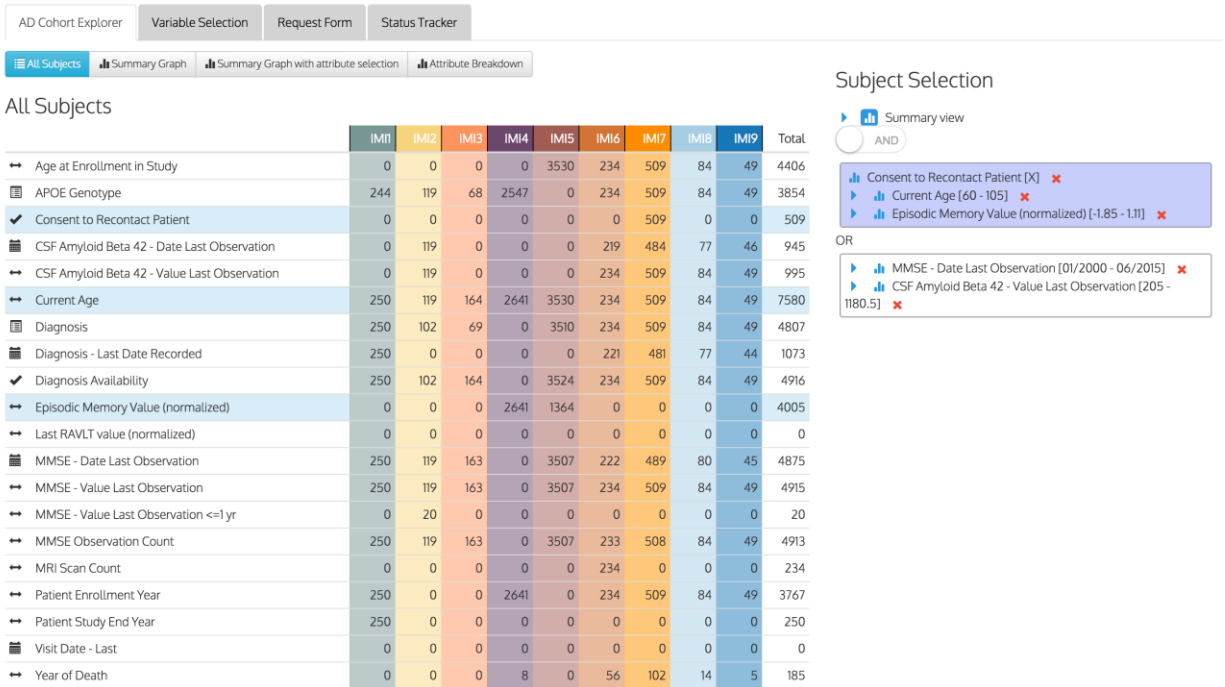 AD Cohort Explorer Variable Selection Request Form Status Tracker
All Subjects Summary Graph Summary Graph with attribute selection Attribute Breakdown
All Subjects
IMI1 IMI2 IMI3 IMI4 IMI5 IMI6 IMI7 IMI8 IMI9 Total
Age at Enrollment in Study 0 0 0 0 3530 234 509 84 49 4406
APOE Genotype 244 119 68 2547 0 234 509 84 49 3854
Consent to Recontact Patient 0 0 0 0 0 0 509 0 0 509
CSF Amyloid Beta 42 - Date Last Observation 0 119 0 0 0 219 484 77 46 945
CSF Amyloid Beta 42 - Value Last Observation 0 119 0 0 0 234 509 84 49 995
Current Age 250 119 164 2641 3530 234 509 84 49 7580
Diagnosis 250 102 69 0 3510 234 509 84 49 4807
Diagnosis - Last Date Recorded 250 0 0 0 0 221 481 77 44 1073
Diagnosis Availability 250 102 164 0 3524 234 509 84 49 4916
Episodic Memory Value (normalized) 0 0 0 2641 1364 0 0 0 0 4005
Last RAVLT value (normalized) 0 0 0 0 0 0 0 0 0 0
MMSE - Date Last Observation 250 119 163 0 3507 222 489 80 45 4875
MMSE - Value Last Observation 250 119 163 0 3507 234 509 84 49 4915
MMSE - Value Last Observation <=1 yr 0 20 0 0 0 0 0 0 0 20
MMSE Observation Count 250 119 163 0 3507 233 508 84 49 4913
MRI Scan Count 0 0 0 0 0 234 0 0 0 234
Patient Enrollment Year 250 0 0 2641 0 234 509 84 49 3767
Patient Study End Year 250 0 0 0 0 0 0 0 0 250
Visit Date - Last 0 0 0 0 0 0 0 0 0 0
Year of Death 0 0 0 8 0 56 102 14 5 185
Subject Selection
Summary view
AND
Consent to Recontact Patient [X]
Current Age [60 - 105]
Episodic Memory Value (normalized) [-1.85 - 1.11]
OR
MMSE - Date Last Observation [01/2000 - 06/2015]
CSF Amyloid Beta 42 - Value Last Observation [205 -
1180.5]